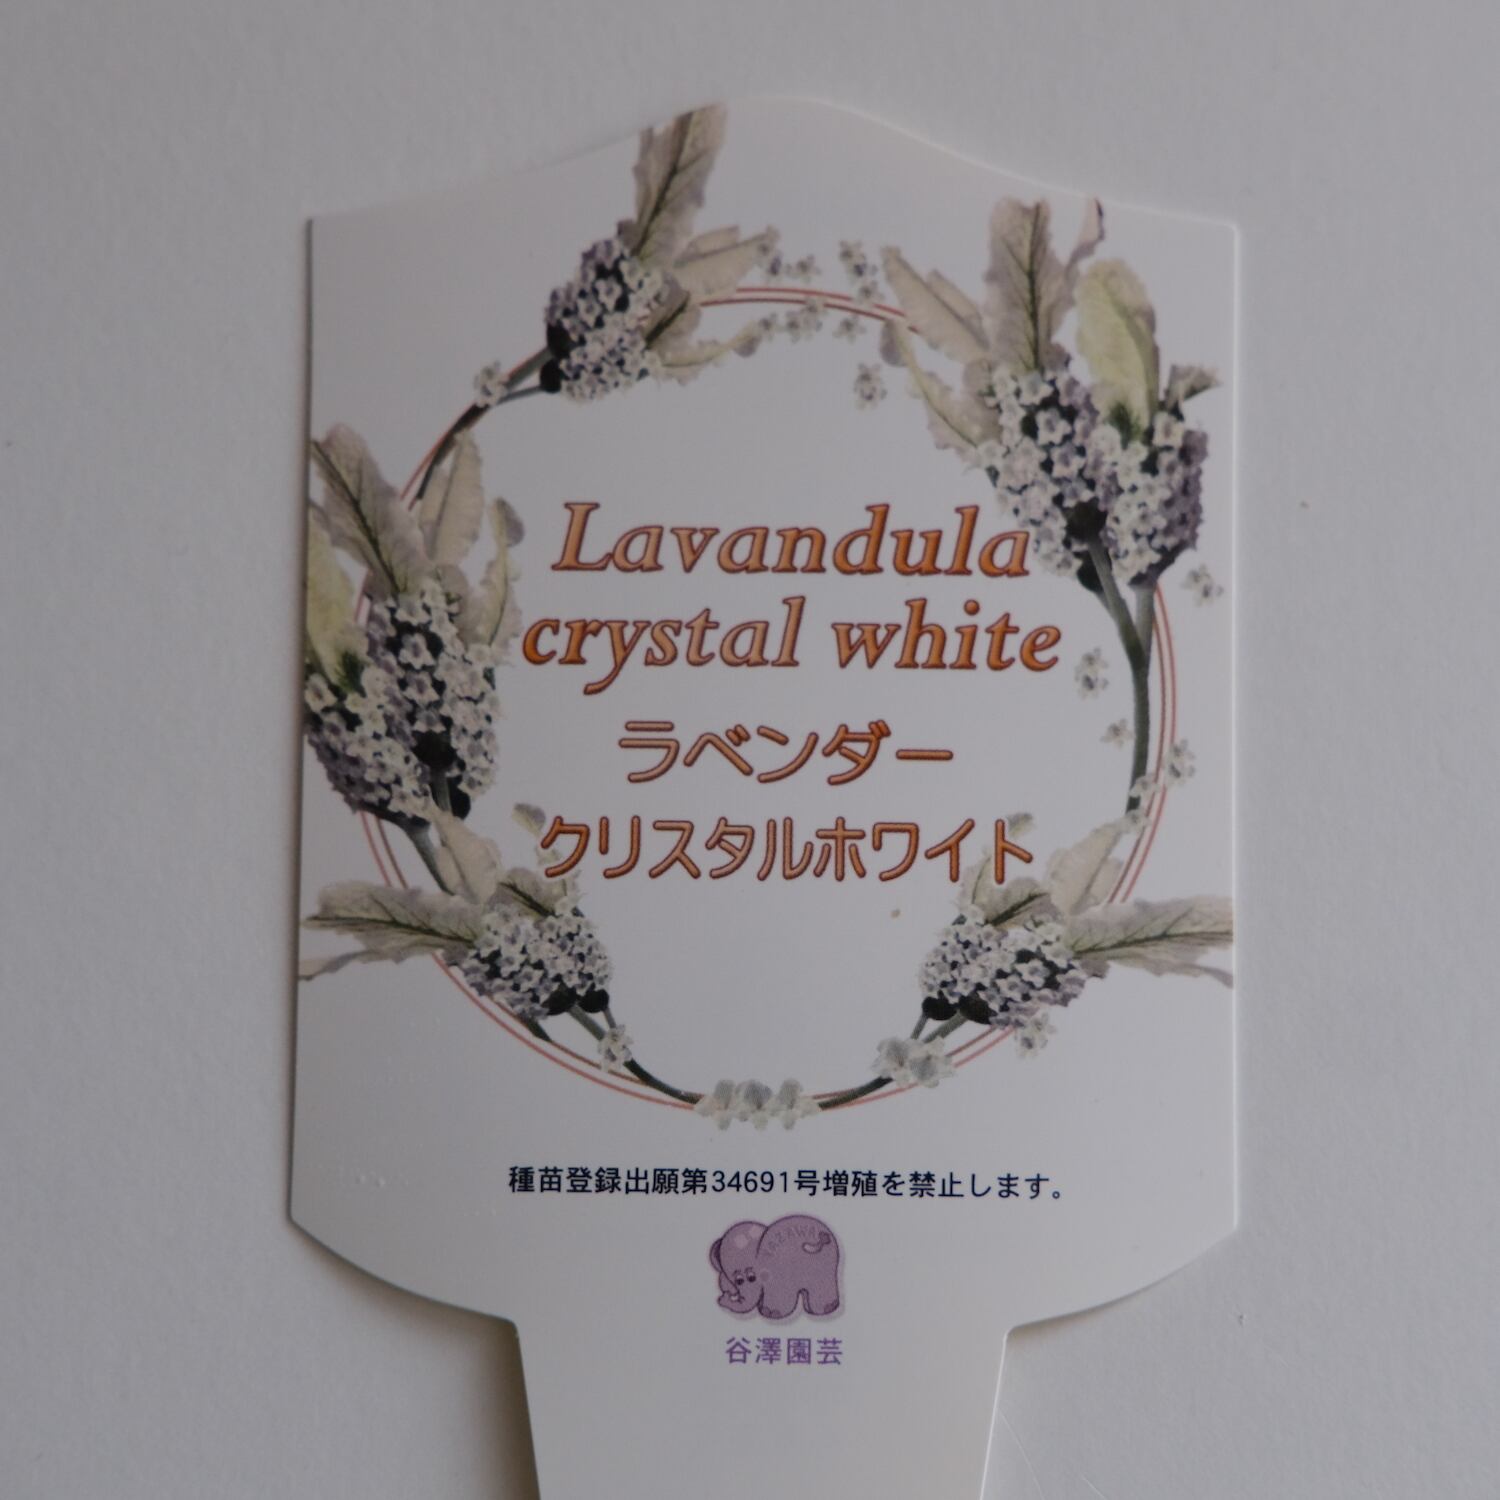 Lavandula
crystal white
ラベンダー
クリスタルホワイト
種苗登録出願第34691号増殖を禁止します。
谷澤園芸